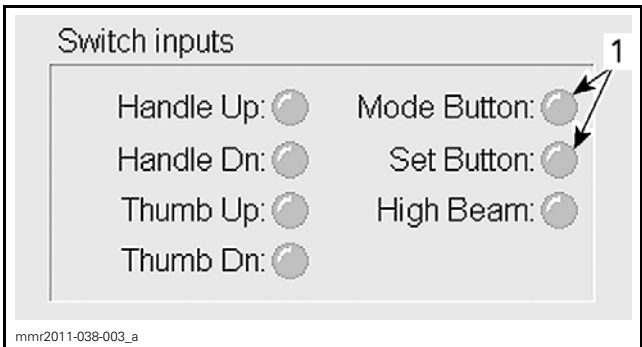 Switch inputs
1
Handle Up: Mode Button:
Handle Dn: Set Button:
Thumb Up: High Beam:
Thumb Dn:
mmr2011-038-003_a